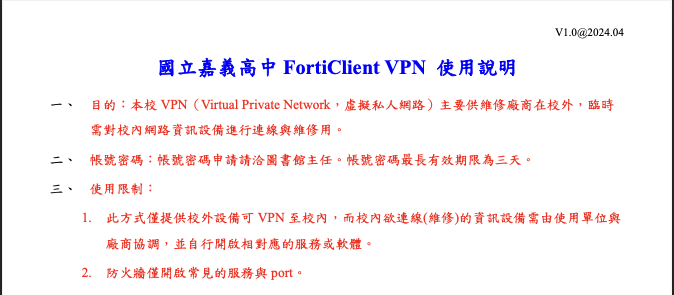 V1.0@2024.04
國立嘉義高中 FortiClient VPN 使用說明
一、 目的：本校 VPN（Virtual Private Network，虛擬私人網路）主要供維修廠商在校外，臨時
需對校內網路資訊設備進行連線與維修用。
二、 帳號密碼：帳號密碼申請請洽圖書館主任。帳號密碼最長有效期限為三天。
三、 使用限制：
1. 此方式僅提供校外設備可 VPN 至校內，而校內欲連線(維修)的資訊設備需由使用單位與
廠商協調，並自行開啟相對應的服務或軟體。
2. 防火牆僅開啟常見的服務與 port。